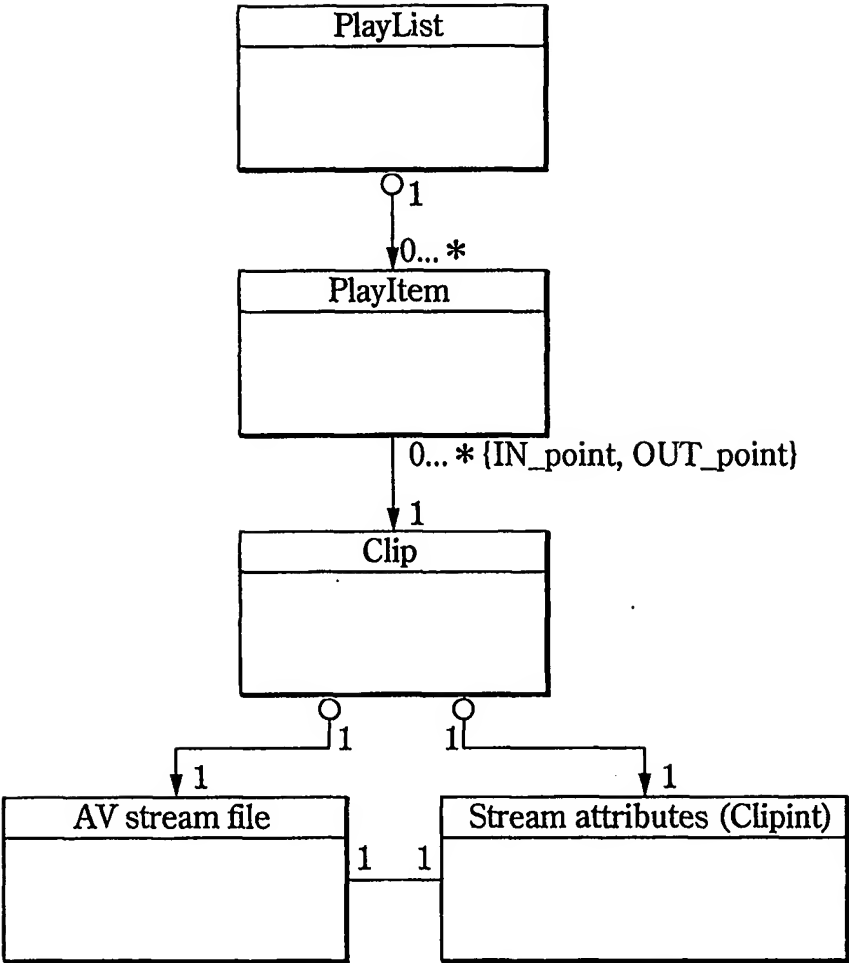 PlayList
1
0... *
PlayItem
0... * {IN_point, OUT_point}
1
Clip
1 1
1 1
AV stream file Stream attributes (Clipint)
1 1